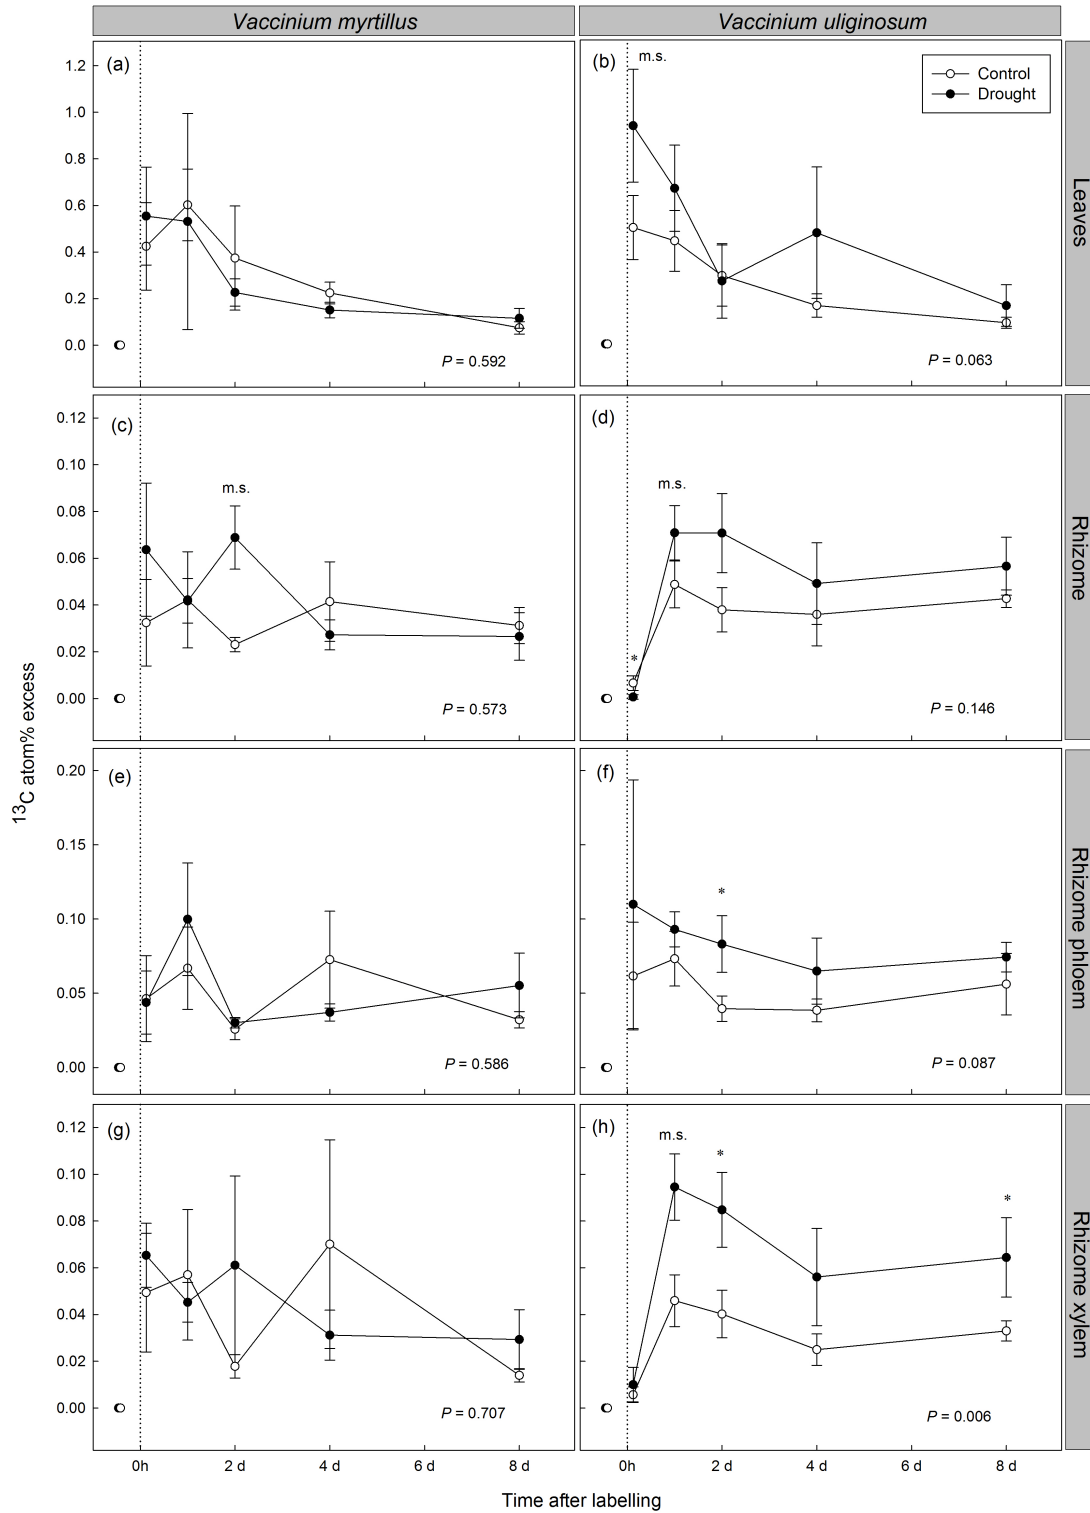 Vaccinium myrtillus
Vaccinium uliginosum
(a)
1.2
1.0
0.8
0.6
0.4
0.2
0.0
P = 0.592
(b)
m.s.
Control
Drought
P = 0.063
Leaves
(c)
0.12
0.10
0.08
0.06
0.04
0.02
0.00
m.s.
P = 0.573
(d)
m.s.
*
P = 0.146
Rhizome
13C atom% excess
(e)
0.20
0.15
0.10
0.05
0.00
P = 0.586
(f)
*
P = 0.087
Rhizome phloem
(g)
0.12
0.10
0.08
0.06
0.04
0.02
0.00
P = 0.707
(h)
m.s.
*
*
P = 0.006
Rhizome xylem
0h 2 d 4 d 6 d 8 d
0h 2 d 4 d 6 d 8 d
Time after labelling